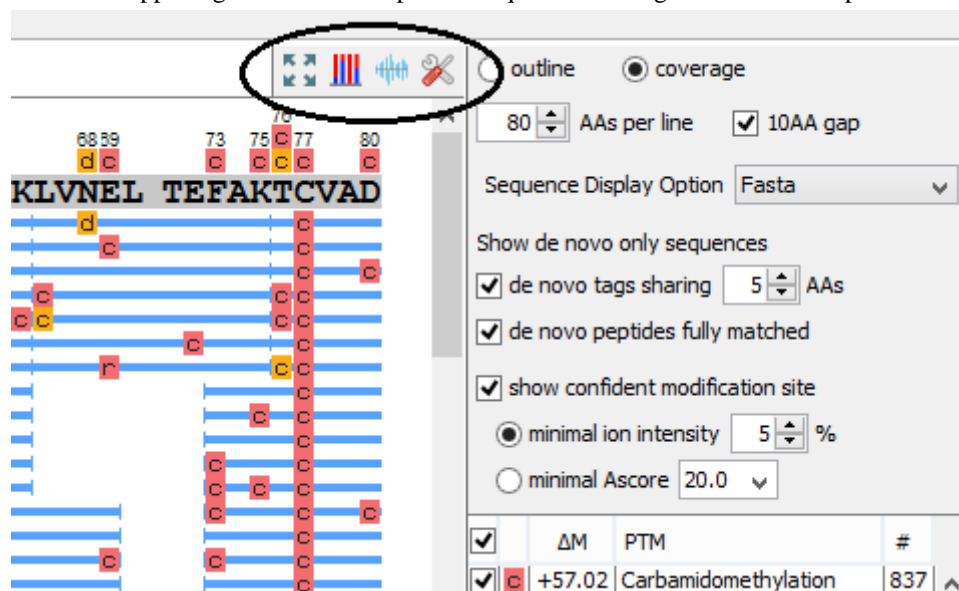 outline coverage
80 AAs per line 10AA gap
76
6839 73 75 c 77 80
d c c c c c c
KLVNEL TEFAKTCVAD
Sequence Display Option Fasta
d c
c c
c c
c c c
c c c c
c c
r c c
c
c c
c
c c
c c c
c c c
c
c c c
c
c
Show de novo only sequences
de novo tags sharing 5 AAs
de novo peptides fully matched
show confident modification site
minimal ion intensity 5 %
minimal Ascore 20.0
ΔM PTM #
c +57.02 Carbamidomethylation 837